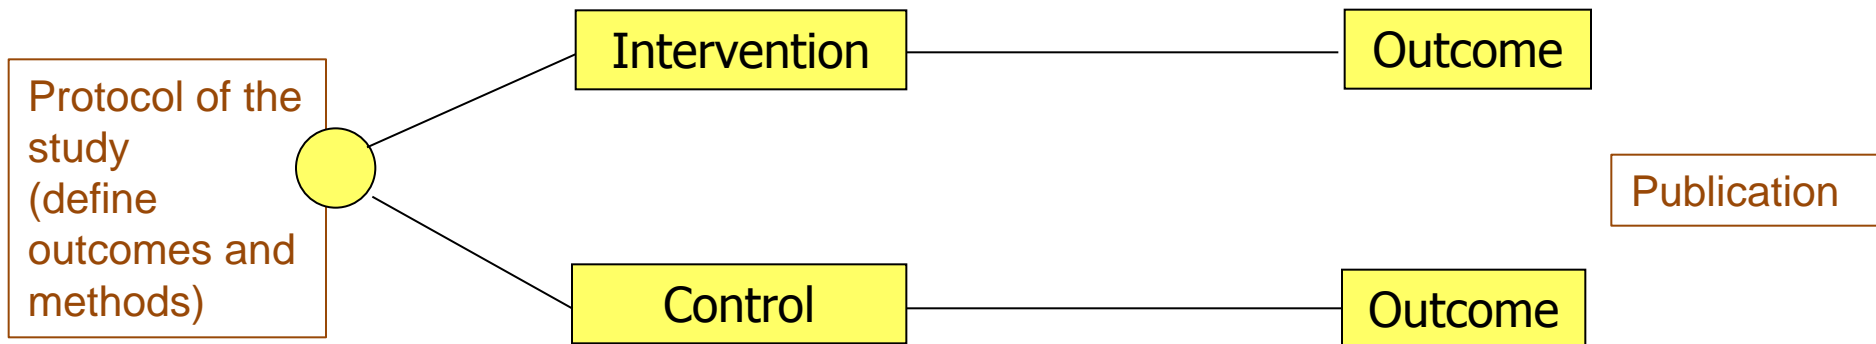 Protocol of the
study
(define
outcomes and
methods)
Intervention
Outcome
Control
Outcome
Publication